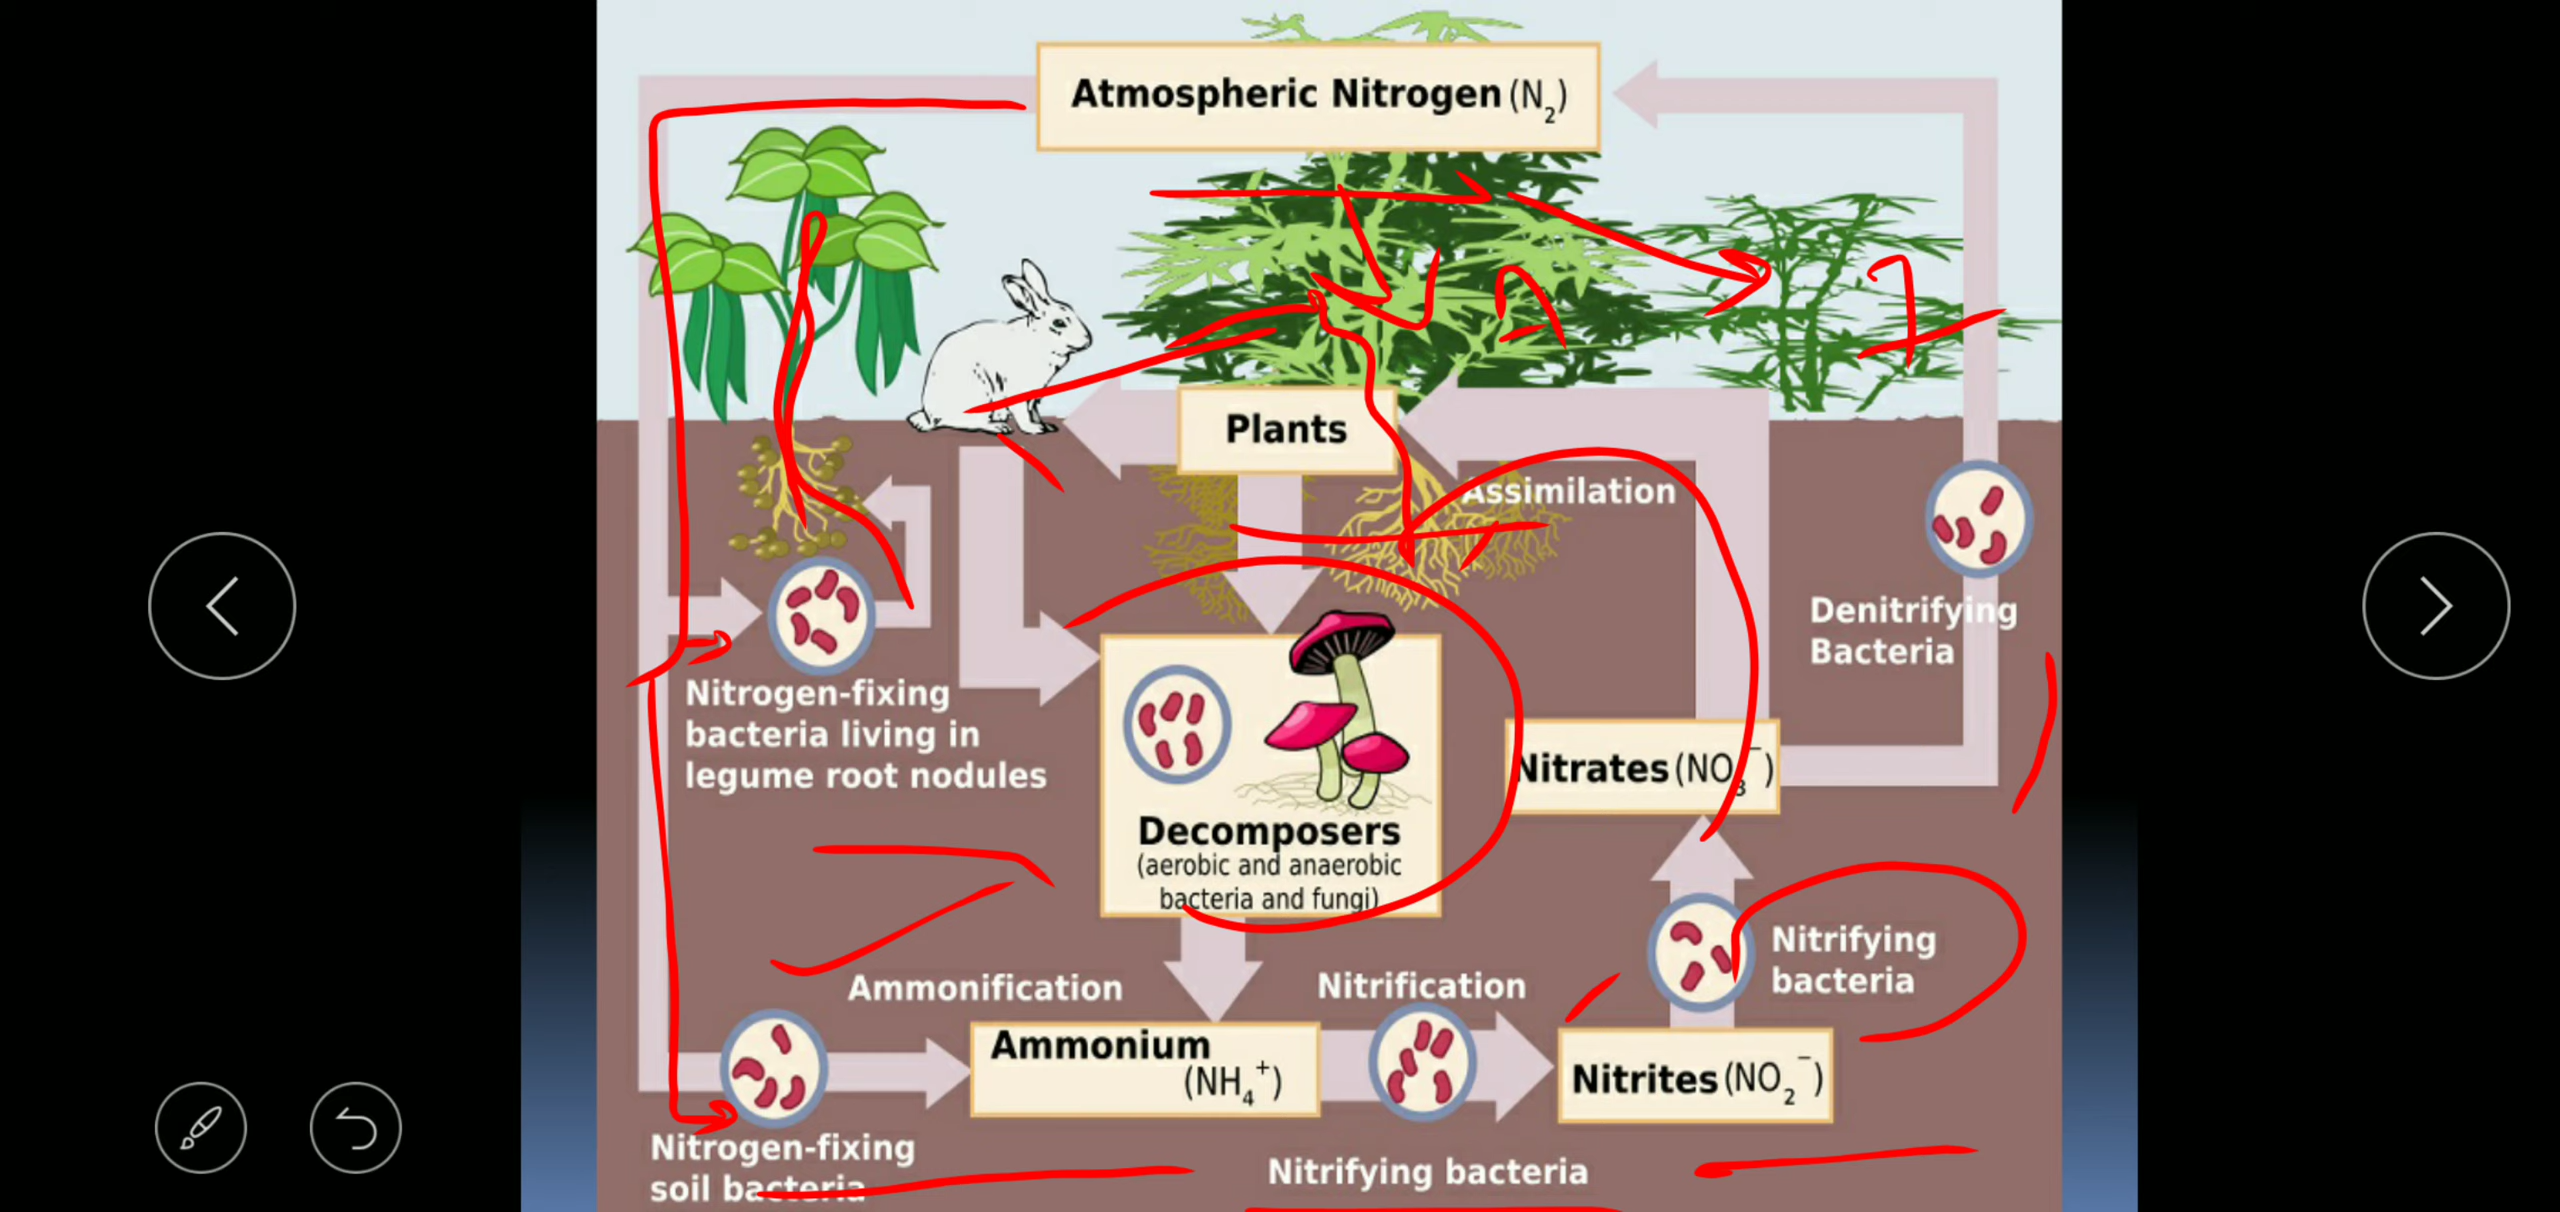 Atmospheric Nitrogen (N2)
Plants
Assimilation
Denitrifying
Bacteria
Nitrogen-fixing
bacteria living in
legume root nodules
Decomposers
(aerobic and anaerobic
bacteria and fungi)
Nitrates (NO3−)
Nitrifying
bacteria
Ammonification
Nitrification
Ammonium
(NH4+)
Nitrites (NO2−)
Nitrogen-fixing
soil bacteria
Nitrifying bacteria